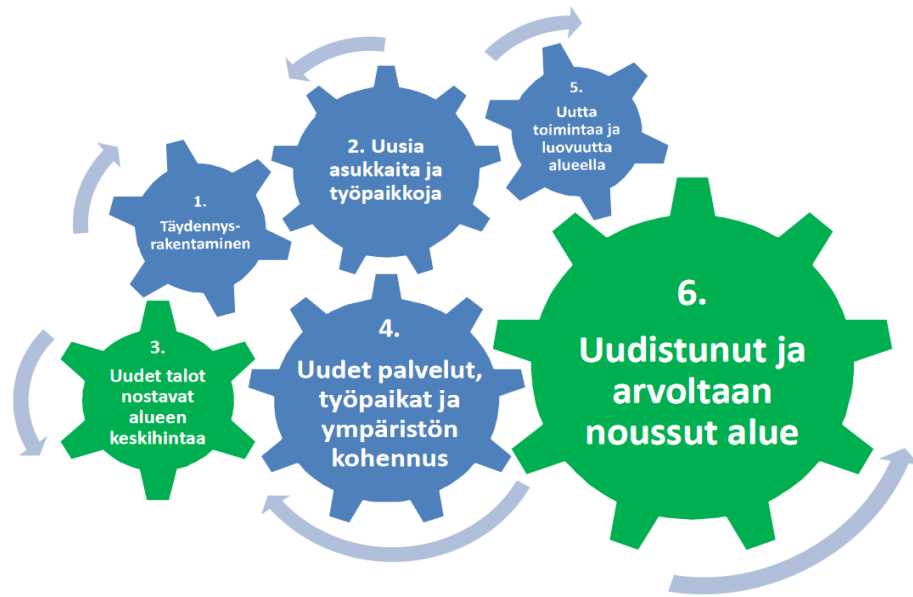 1.
Täydennys-
rakentaminen
2. Uusia
asukkaita ja
työpaikkoja
3.
Uudet talot
nostavat
alueen
keskihintaa
4.
Uudet palvelut,
työpaikat ja
ympäristön
kohennus
5.
Uutta
toimintaa ja
luovuutta
alueella
6.
Uudistunut ja
arvoltaan
noussut alue